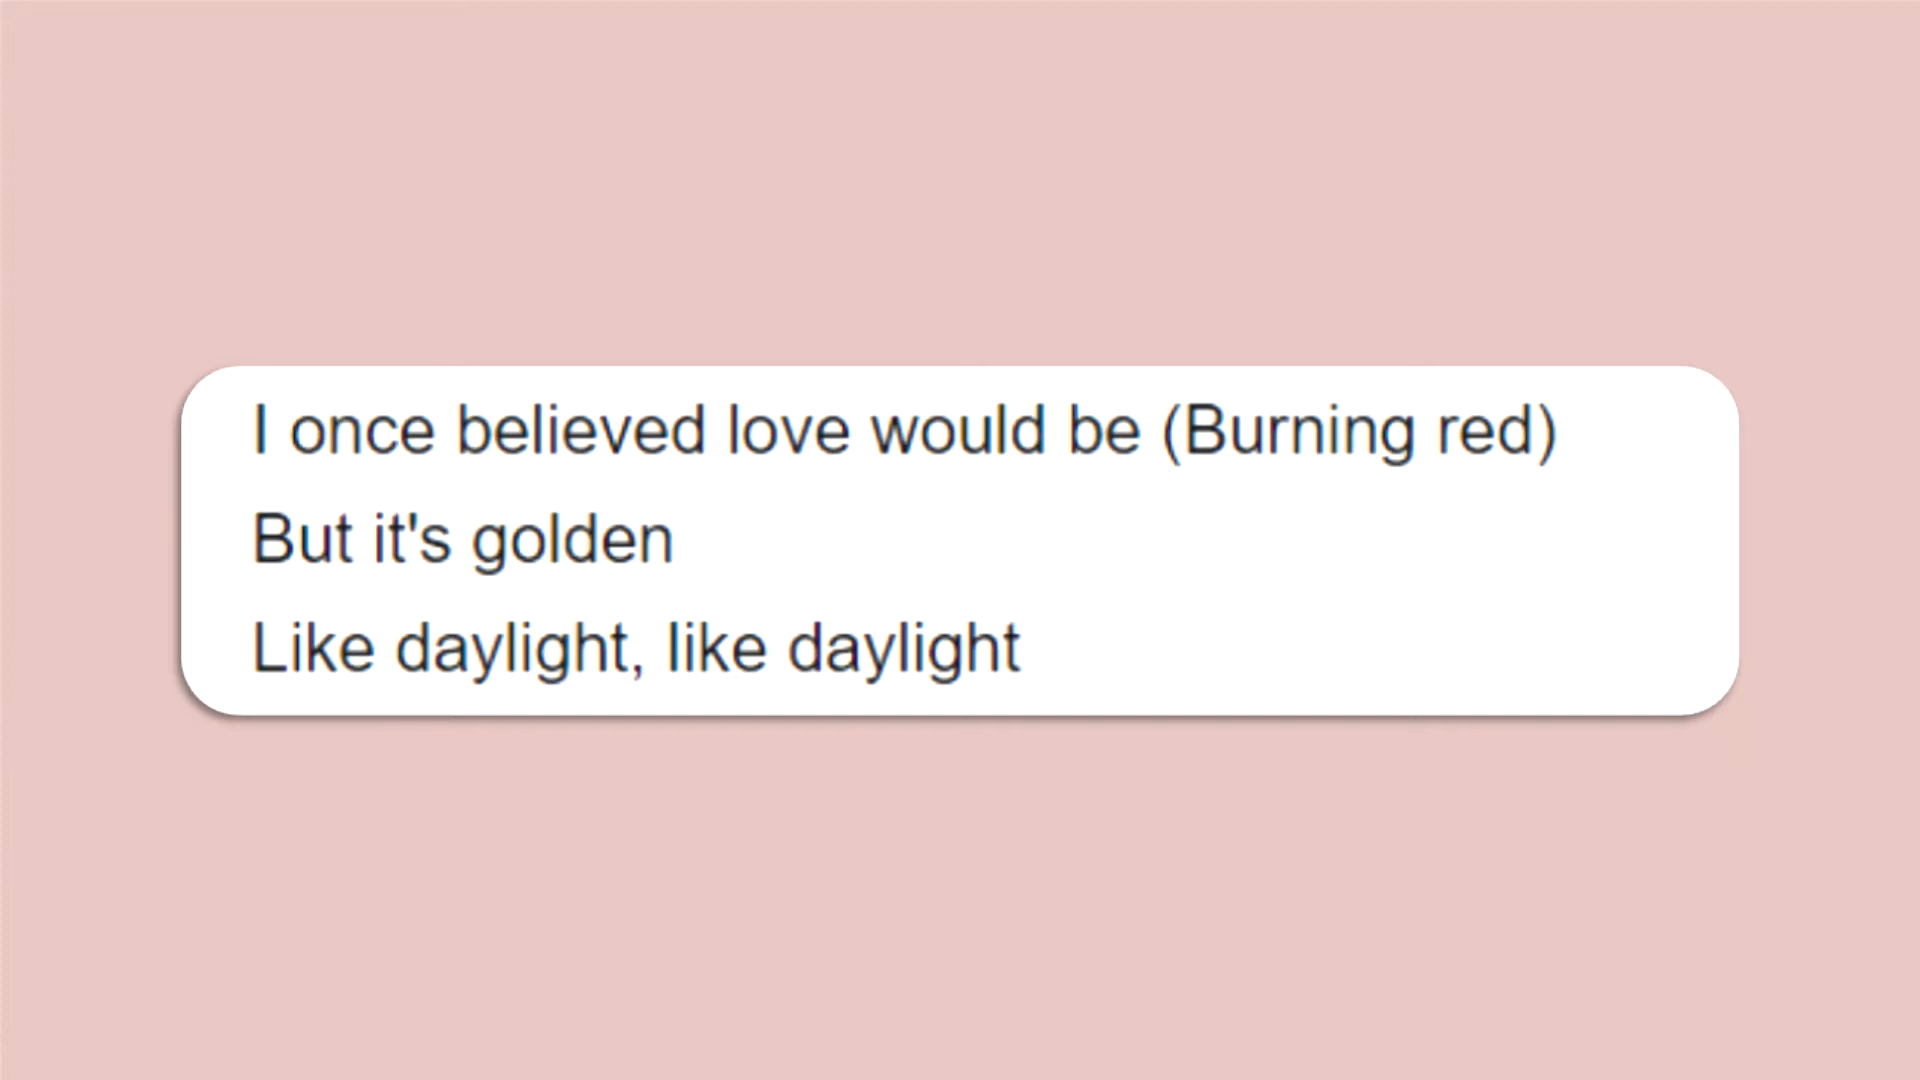 I once believed love would be (Burning red)
But it's golden
Like daylight, like daylight